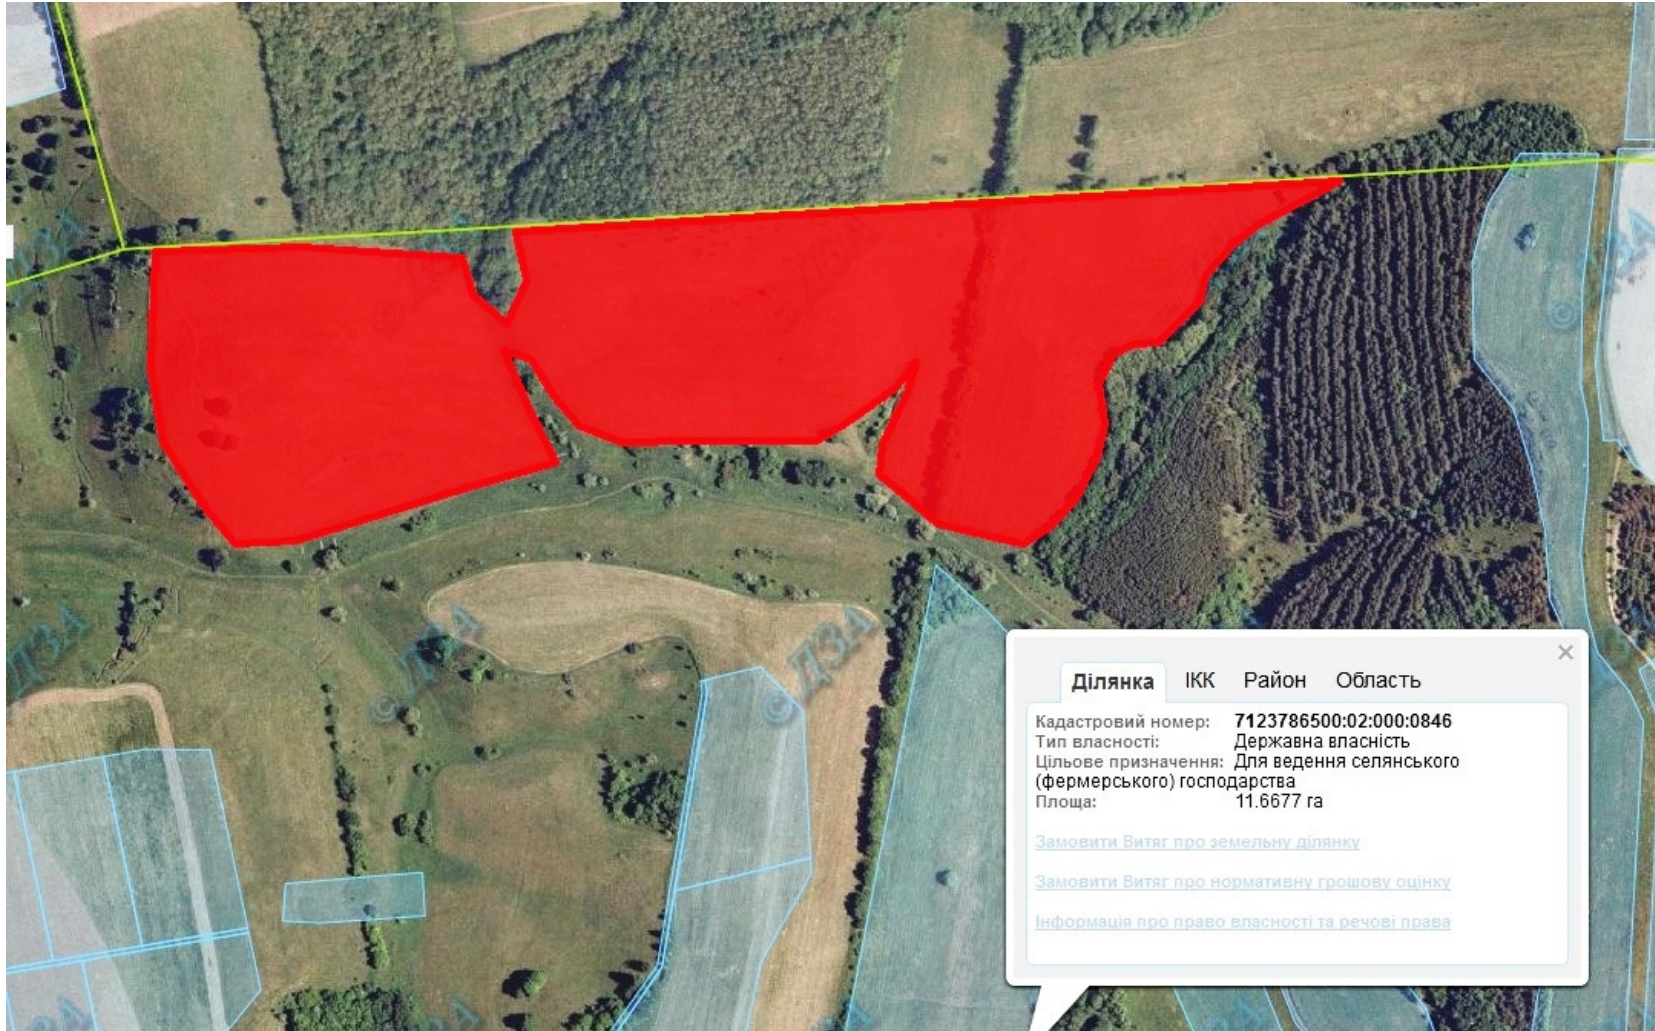 Ділянка ІКК Район Область
Кадастровий номер: 7123786500:02:000:0846
Тип власності: Державна власність
Цільове призначення: Для ведення селянського
(фермерського) господарства
Площа: 11.6677 га
Замовити Витяг про земельну ділянку
Замовити Витяг про нормативну грошову оцінку
Інформація про право власності та речові права
© ДЗА
© ДЗА